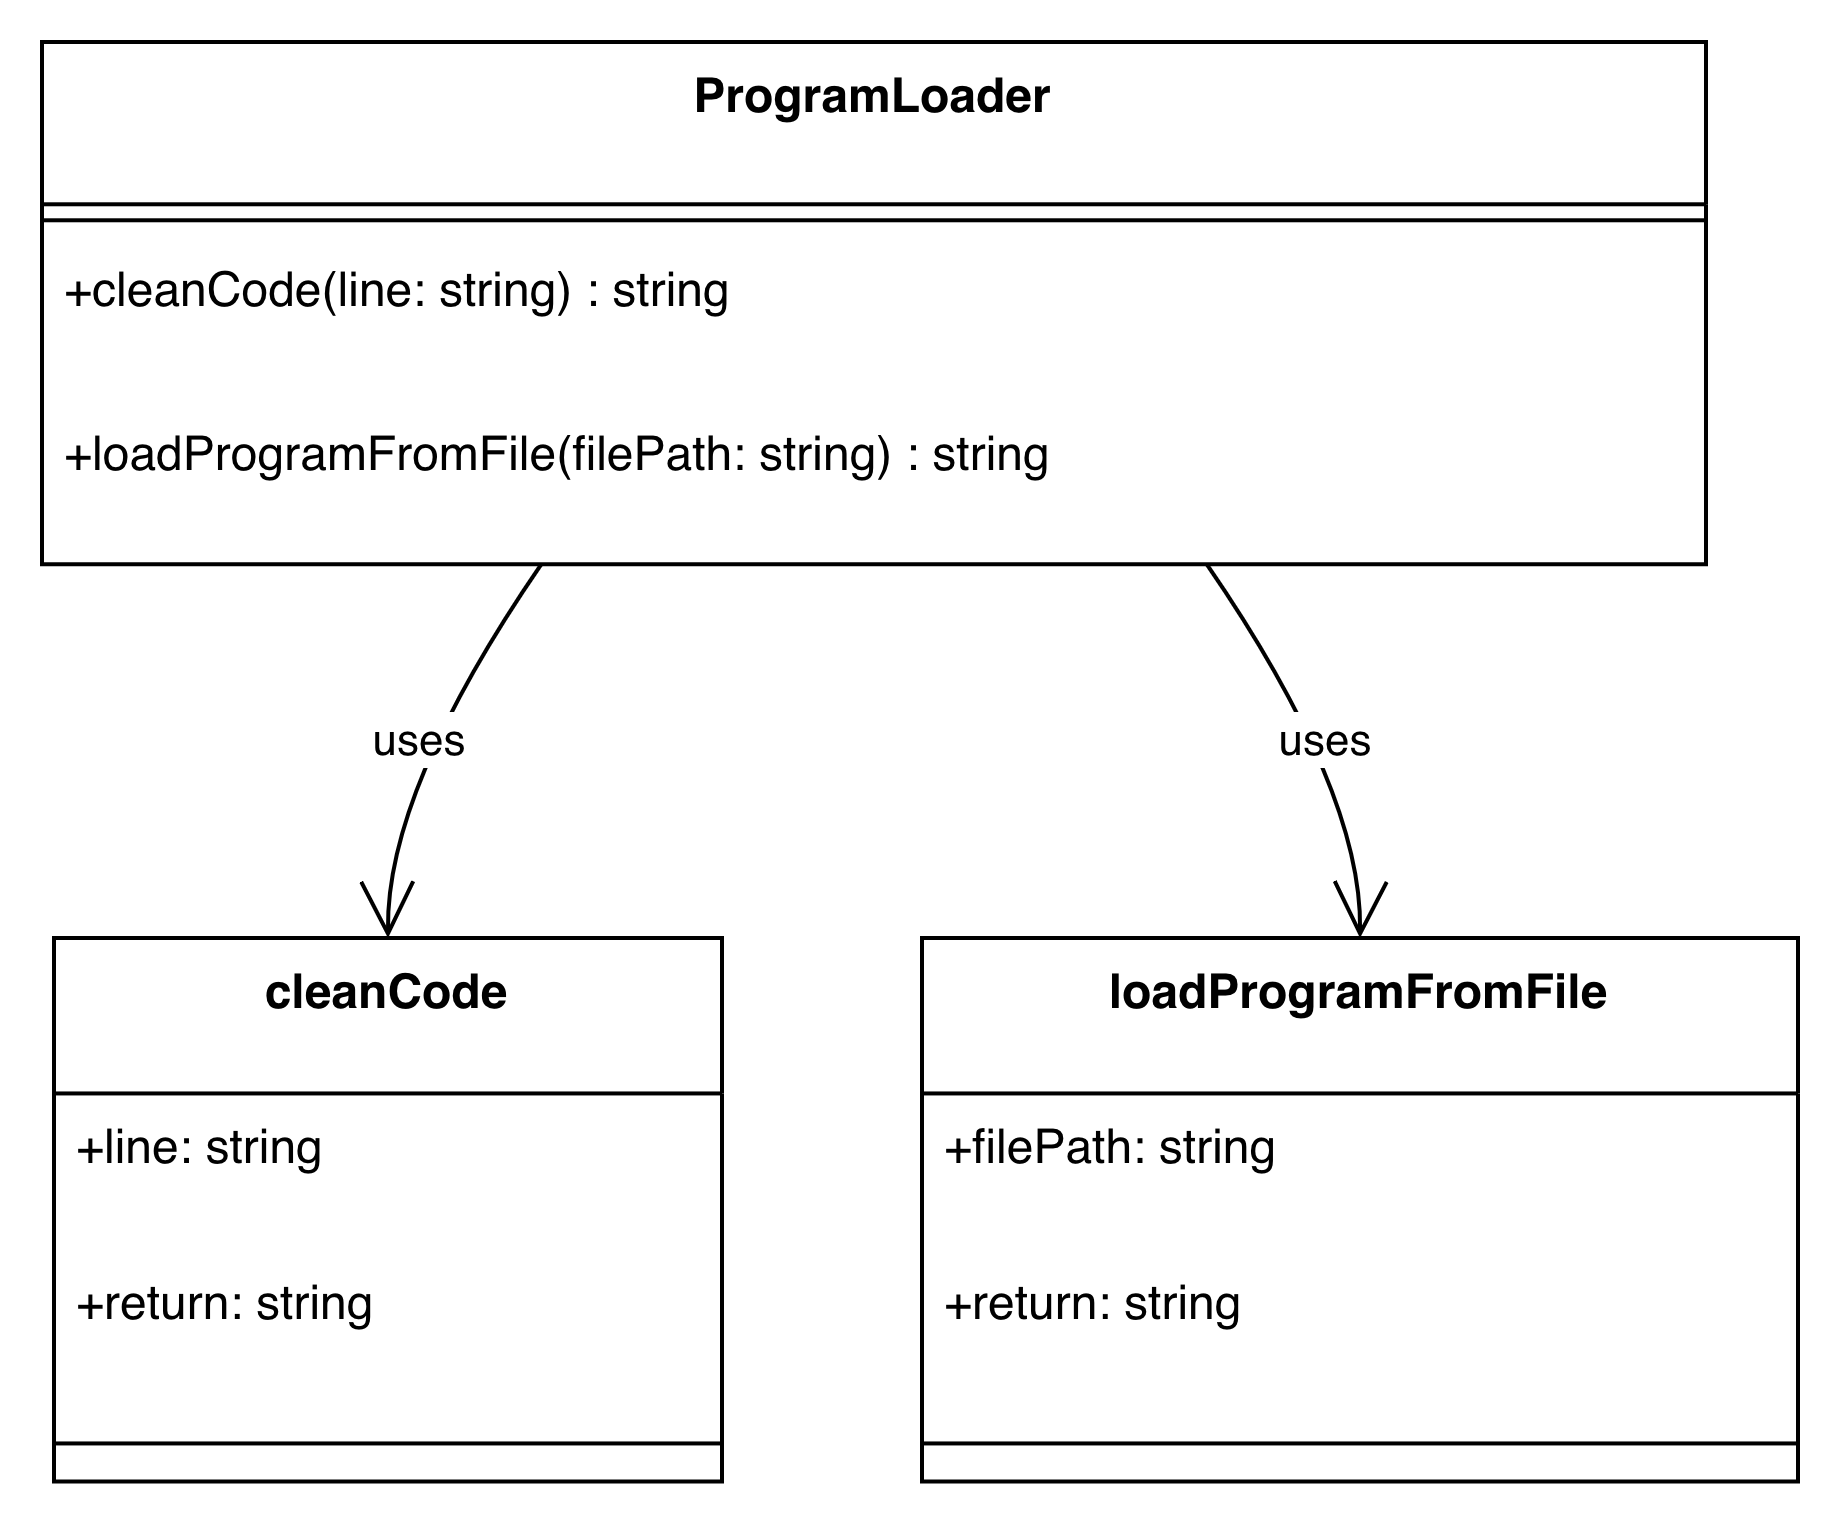 ProgramLoader
+cleanCode(line: string) : string
+loadProgramFromFile(filePath: string) : string
uses
uses
cleanCode
+line: string
+return: string
loadProgramFromFile
+filePath: string
+return: string